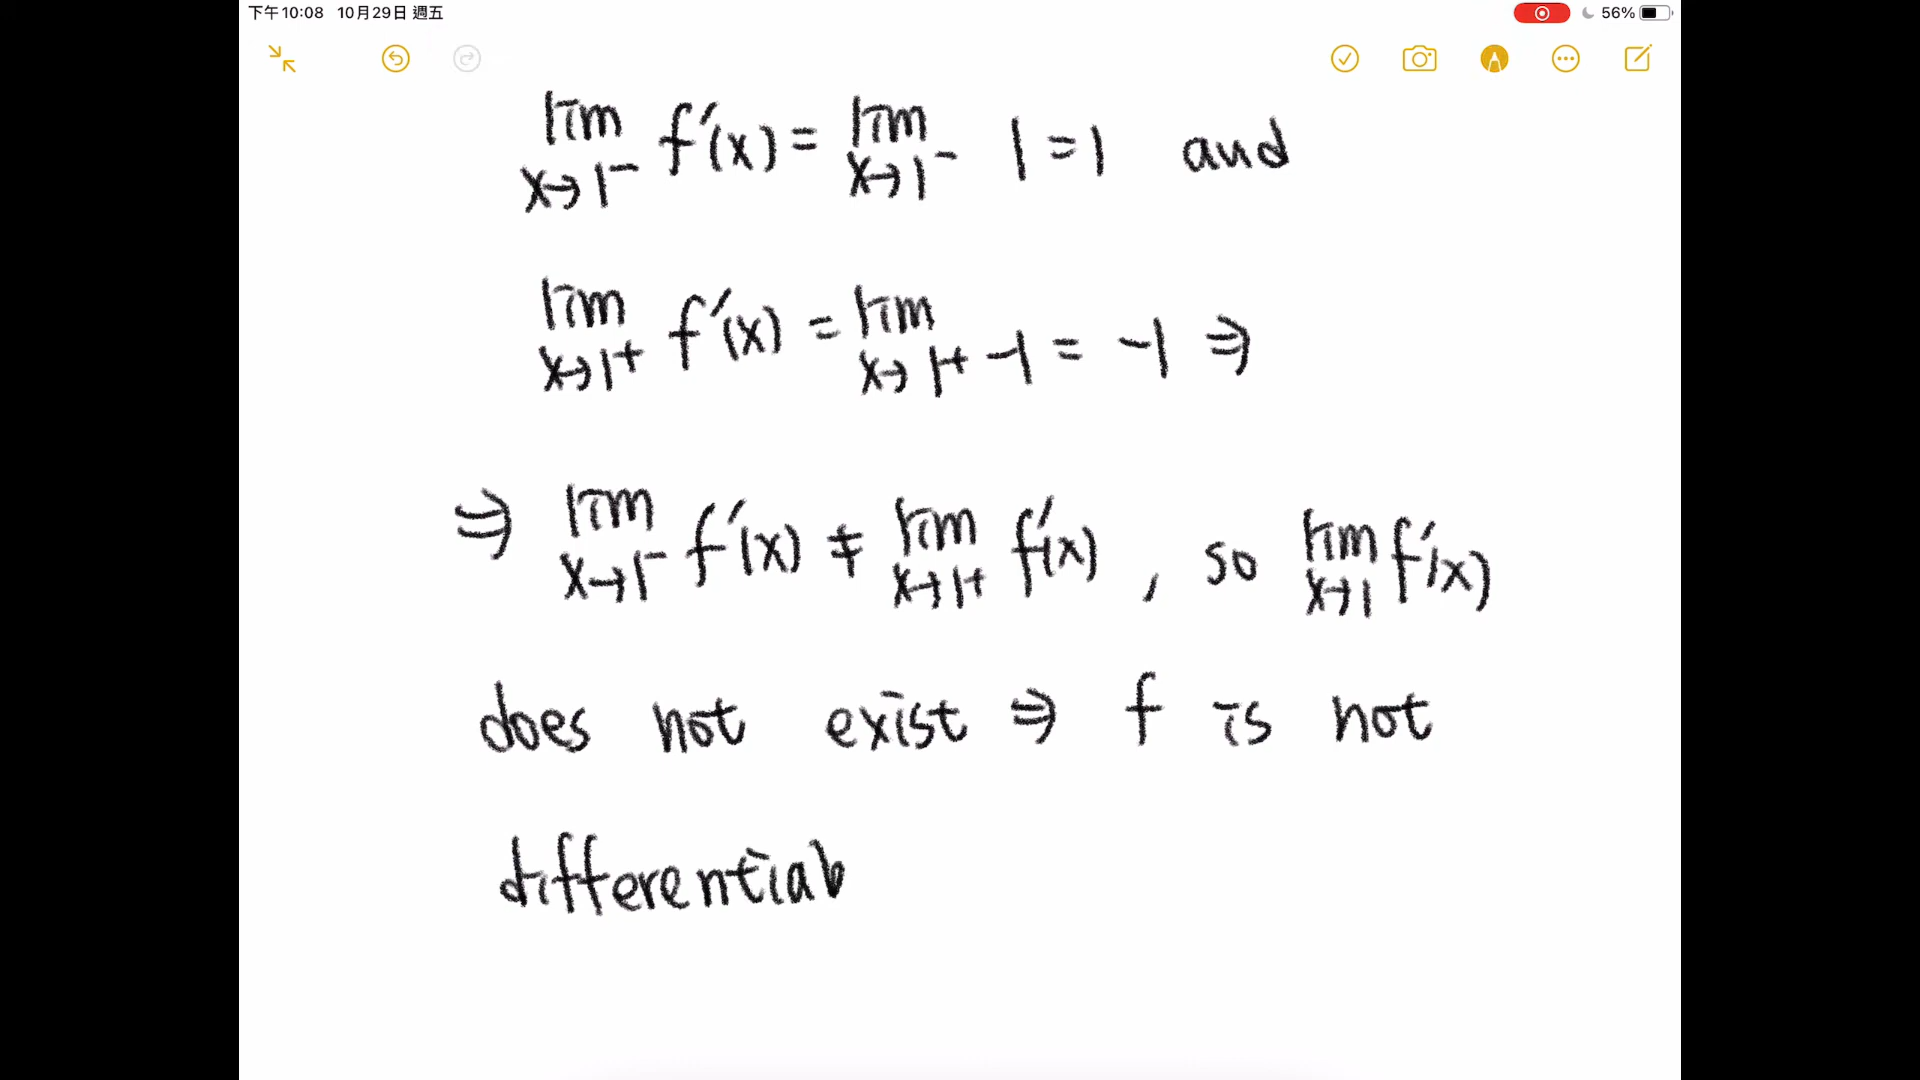 下午10:08 10月29日 週五 56%
lim x→1⁻ f'(x) = lim x→1⁻ 1 = 1 and
lim x→1⁺ f'(x) = lim x→1⁺ -1 = -1 ⇒
⇒ lim x→1⁻ f'(x) ≠ lim x→1⁺ f'(x) , so lim x→1 f'(x)
does not exist ⇒ f is not
differentiab